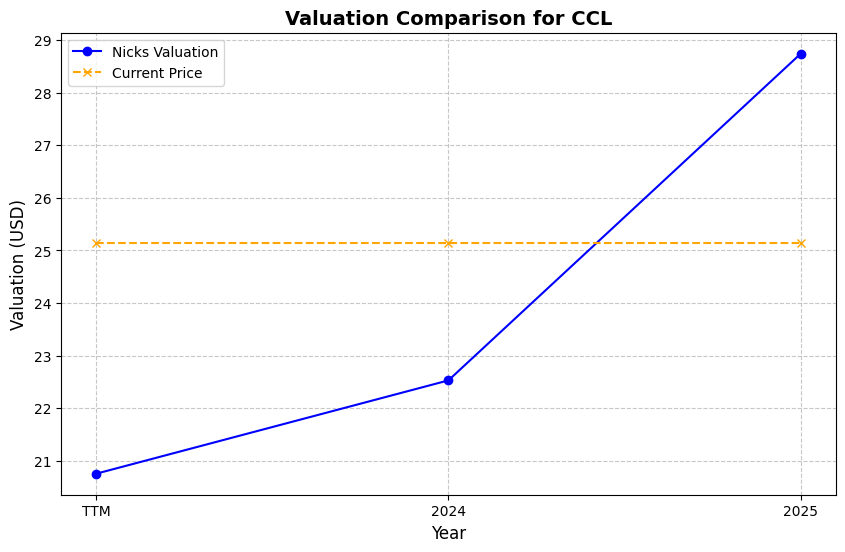 Valuation Comparison for CCL
Nicks Valuation
Current Price
Valuation (USD)
29
28
27
26
25
24
23
22
21
TTM
2024
2025
Year